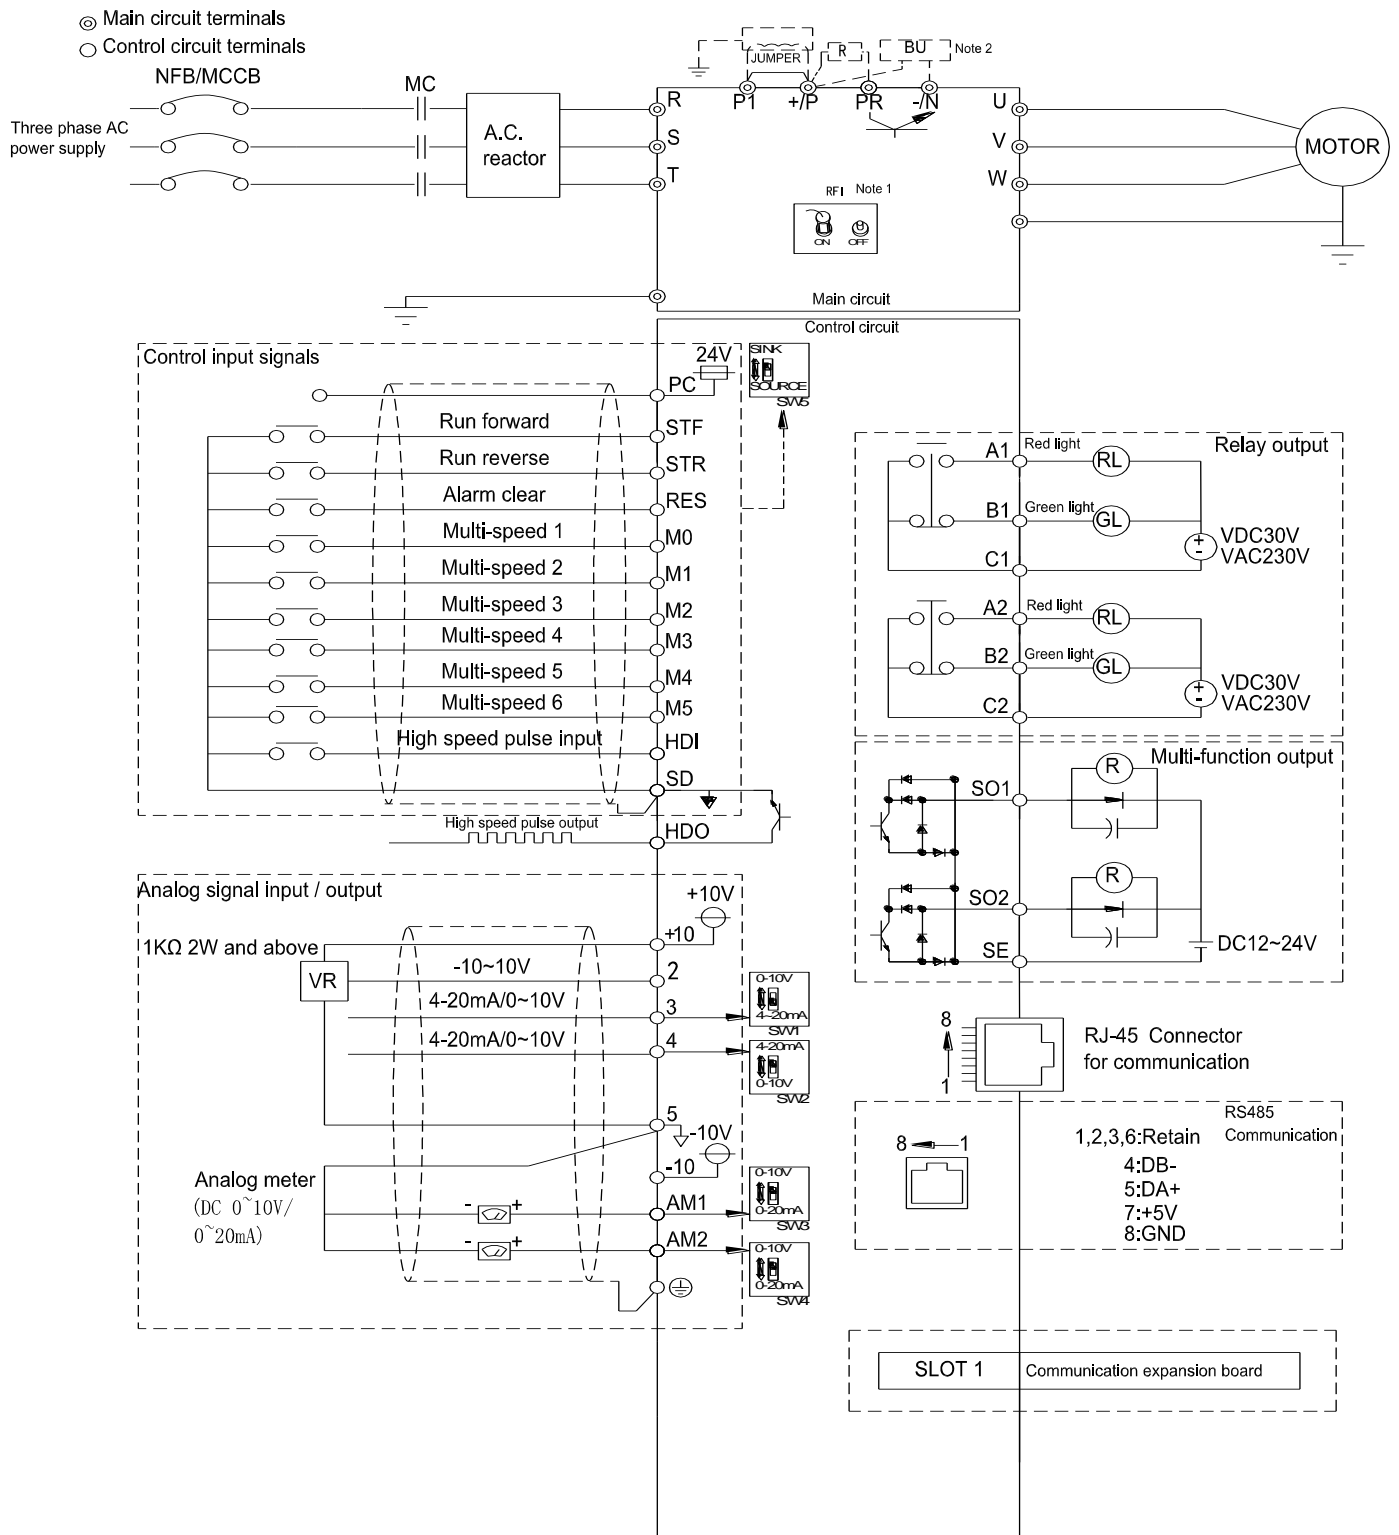 Main circuit terminals
Control circuit terminals
NFB/MCCB
MC
Three phase AC
power supply
A.C.
reactor
R
S
T
JUMPER
R
BU
Note 2
P1
+/P
PR
-/N
U
V
W
MOTOR
RFI
Note 1
ON
OFF
Main circuit
Control circuit
Control input signals
24V
PC
SINK
SOURCE
SW5
Run forward
STF
Run reverse
STR
Alarm clear
RES
Multi-speed 1
M0
Multi-speed 2
M1
Multi-speed 3
M2
Multi-speed 4
M3
Multi-speed 5
M4
Multi-speed 6
M5
High speed pulse input
HDI
SD
High speed pulse output
HDO
Relay output
A1
Red light
RL
B1
Green light
GL
C1
+
-
VDC30V
VAC230V
A2
Red light
RL
B2
Green light
GL
C2
+
-
VDC30V
VAC230V
Multi-function output
R
SO1
R
SO2
SE
DC12~24V
Analog signal input / output
+10V
+10
1KΩ 2W and above
VR
-10~10V
2
4-20mA/0~10V
3
0-10V
4-20mA
SW1
4-20mA/0~10V
4
4-20mA
0-10V
SW2
5
-10V
-10
Analog meter
(DC 0~10V/
0~20mA)
-
+
AM1
0-10V
0-20mA
SW3
-
+
AM2
0-10V
0-20mA
SW4
8
1
RJ-45 Connector
for communication
RS485
Communication
8
1
1,2,3,6:Retain
4:DB-
5:DA+
7:+5V
8:GND
SLOT 1
Communication expansion board